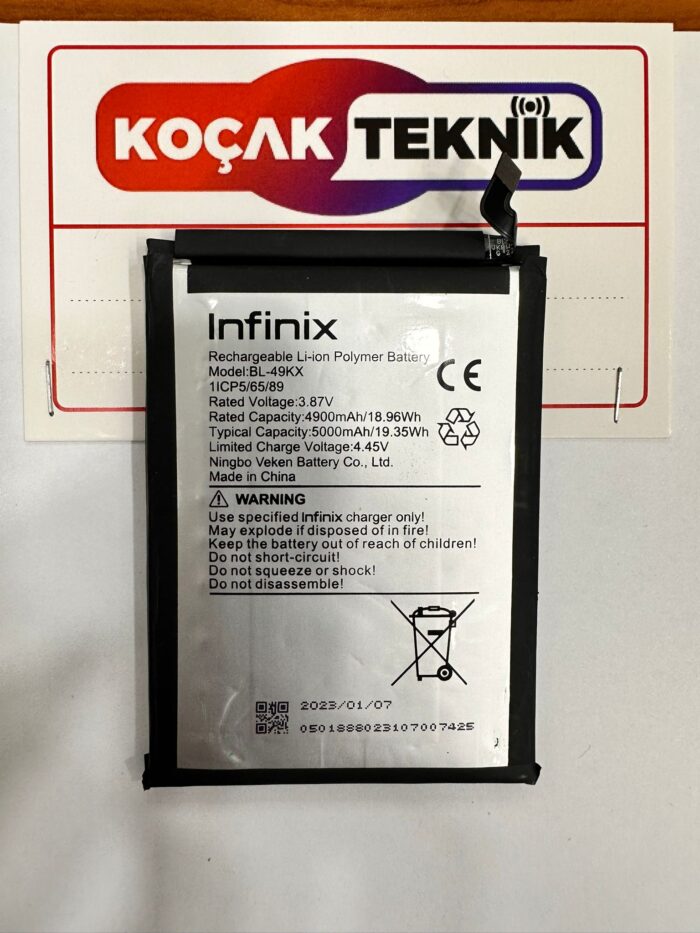 KOÇAK TEKNİK
Infinix
Rechargeable Li-ion Polymer Battery
Model:BL-49KX
1ICP5/65/89
Rated Voltage:3.87V
Rated Capacity:4900mAh/18.96Wh
Typical Capacity:5000mAh/19.35Wh
Limited Charge Voltage:4.45V
Ningbo Veken Battery Co., Ltd.
Made in China
CE
WARNING
Use specified Infinix charger only!
May explode if disposed of in fire!
Keep the battery out of reach of children!
Do not short-circuit!
Do not squeeze or shock!
Do not disassemble!
2023/01/07
0501888023107007425